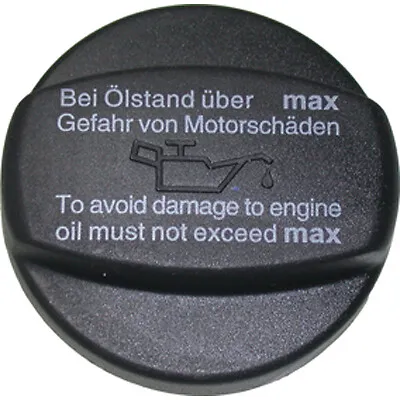 Bei Ölstand über max
Gefahr von Motorschäden
To avoid damage to engine
oil must not exceed max